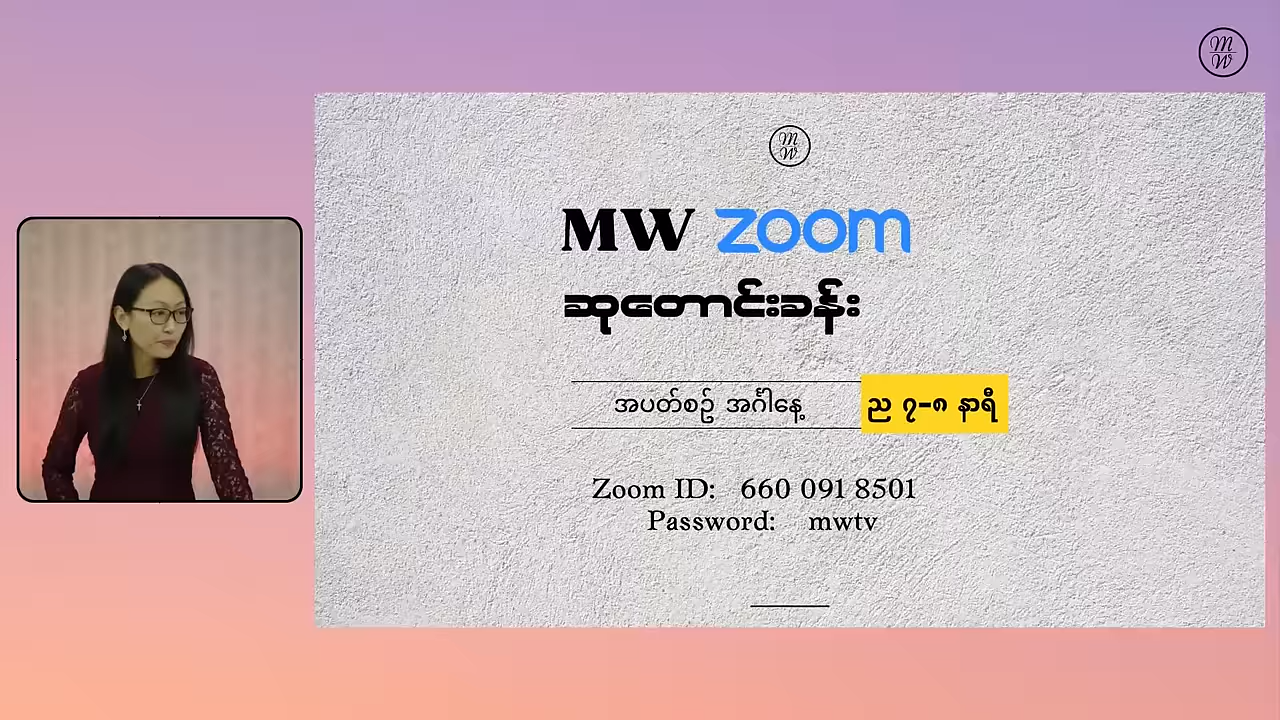 M
W
M
W
MW zoom
ဆုတောင်းခန်း
အပတ်စဥ် အင်္ဂါနေ့ ည ၇-၈ နာရီ
Zoom ID: 660 091 8501
Password: mwtv